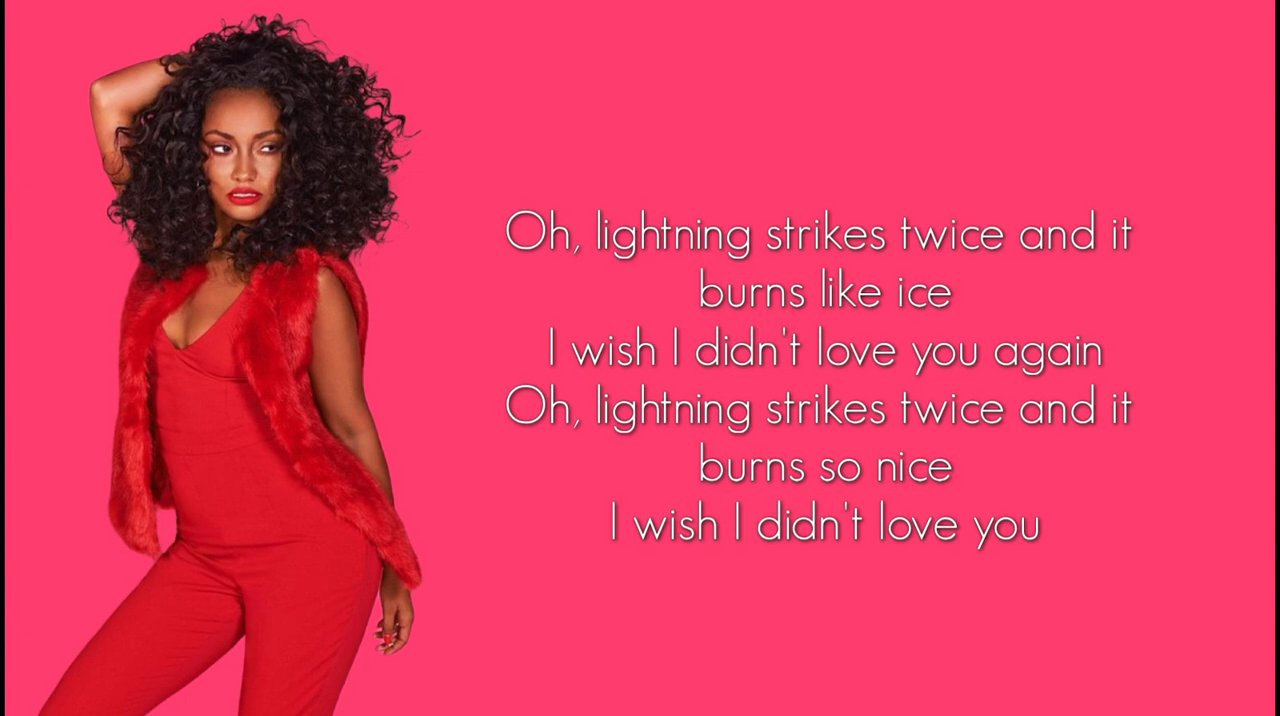 Oh, lightning strikes twice and it
burns like ice
I wish I didn't love you again
Oh, lightning strikes twice and it
burns so nice
I wish I didn't love you